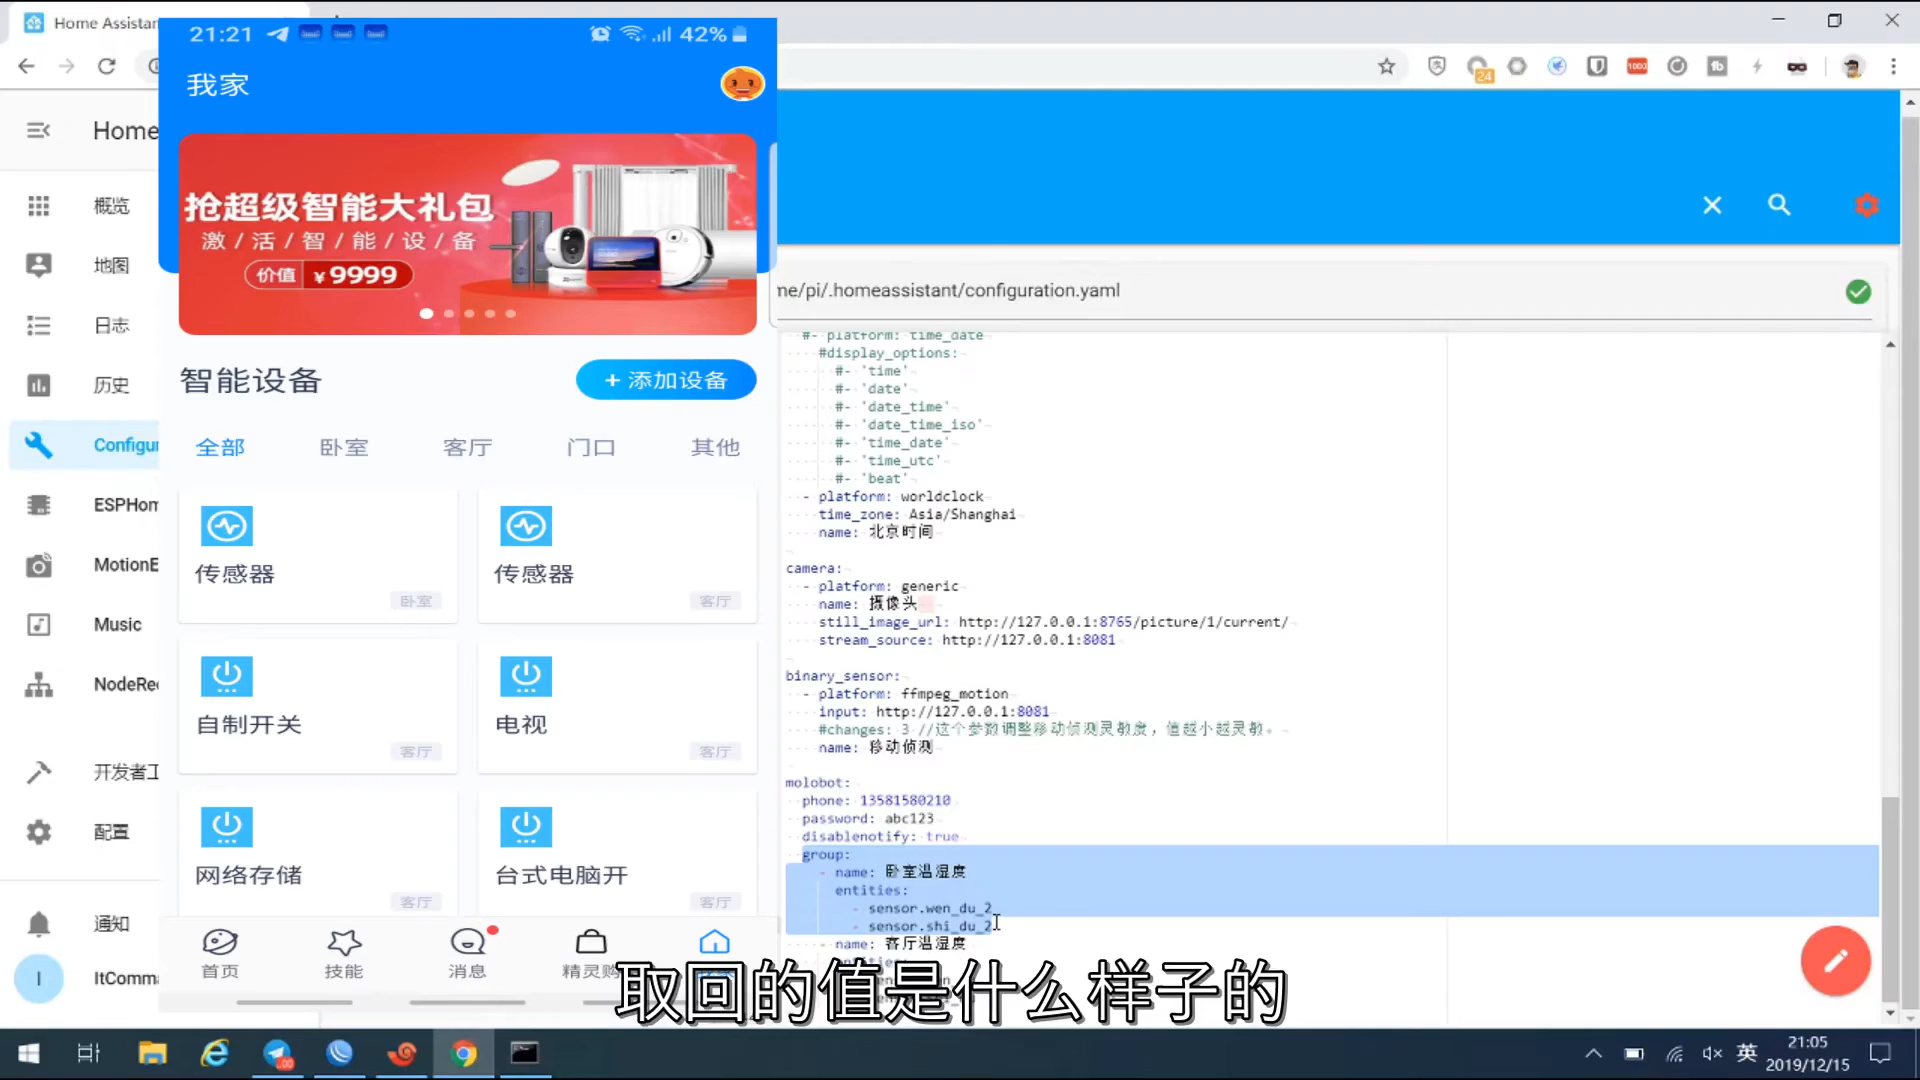 Home Assistan
21:21
42%
我家
Home
抢超级智能大礼包
激/活/智/能/设/备
价值 ¥9999
智能设备
+ 添加设备
全部 卧室 客厅 门口 其他
传感器
卧室
传感器
客厅
自制开关
客厅
电视
客厅
网络存储
客厅
台式电脑开
客厅
首页
技能
消息
精灵购
概览
地图
日志
历史
Configur
ESPHom
MotionE
Music
NodeRed
开发者工
配置
通知
I
ItComm
24
1000
me/pi/.homeassistant/configuration.yaml
#- platform: time_date
#display_options:
#- 'time'
#- 'date'
#- 'date_time'
#- 'date_time_iso'
#- 'time_date'
#- 'time_utc'
#- 'beat'
- platform: worldclock
time_zone: Asia/Shanghai
name: 北京时间
camera:
- platform: generic
name: 摄像头
still_image_url: http://127.0.0.1:8765/picture/1/current/
stream_source: http://127.0.0.1:8081
binary_sensor:
- platform: ffmpeg_motion
input: http://127.0.0.1:8081
#changes: 3 //这个参数调整移动侦测灵敏度，值越小越灵敏。
name: 移动侦测
molobot:
phone: 13581580210
password: abc123
disablenotify: true
group:
- name: 卧室温湿度
entities:
- sensor.wen_du_2
- sensor.shi_du_2
- name: 客厅温湿度
取回的值是什么样子的
英
21:05
2019/12/15